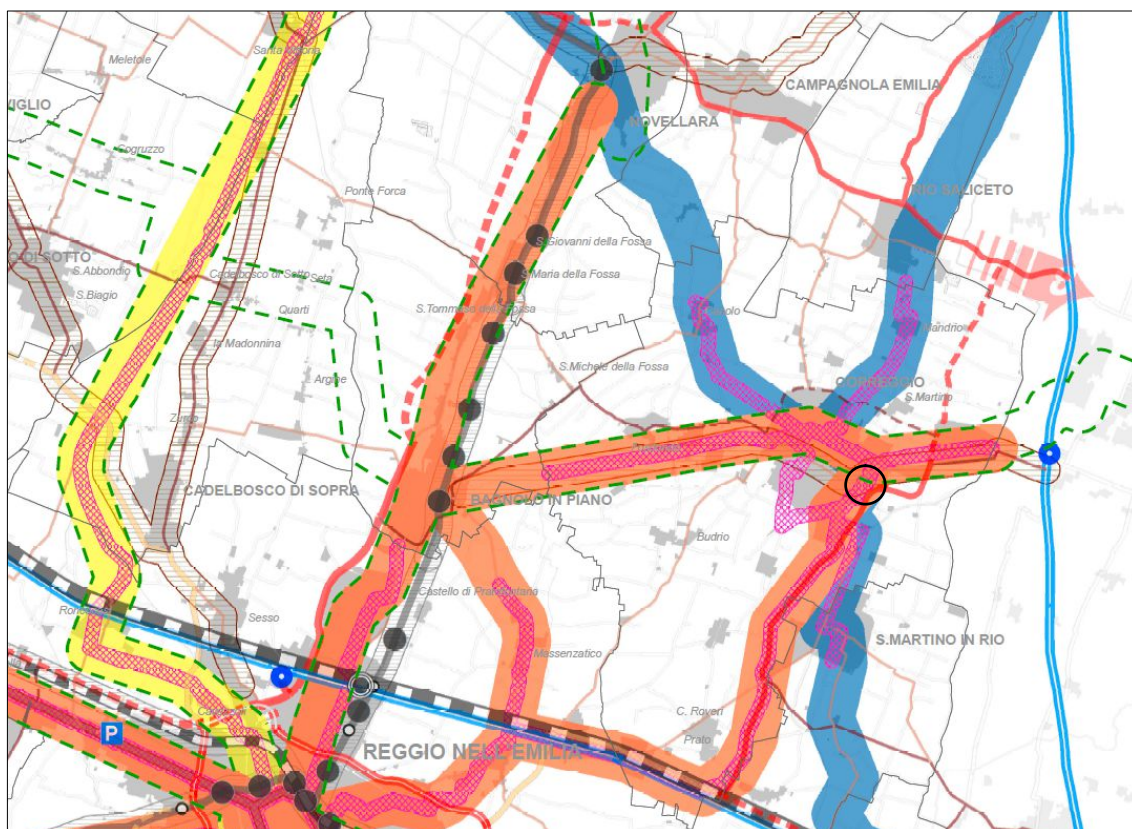 Santa Vittoria
Meletole
CAMPAGNOLA EMILIA
VIGLIO
NOVELLARA
Cogruzzo
Ponte Forca
RIO SALICETO
S.Giovanni della Fossa
O DI SOTTO
S.Abbondio
Cadelbosco di Sotto
Seta
S.Maria della Fossa
S.Biagio
Quarti
S.Tommaso della Fossa
la Madonnina
Mandrio
S.Michele della Fossa
Argine
CORREGGIO
S.Martino
Zurco
CADELBOSCO DI SOPRA
BAGNOLO IN PIANO
Budrio
Castello di
Roncocesi
Sesso
S.MARTINO IN RIO
Massenzatico
C. Roveri
P
Prato
REGGIO NELL'EMILIA